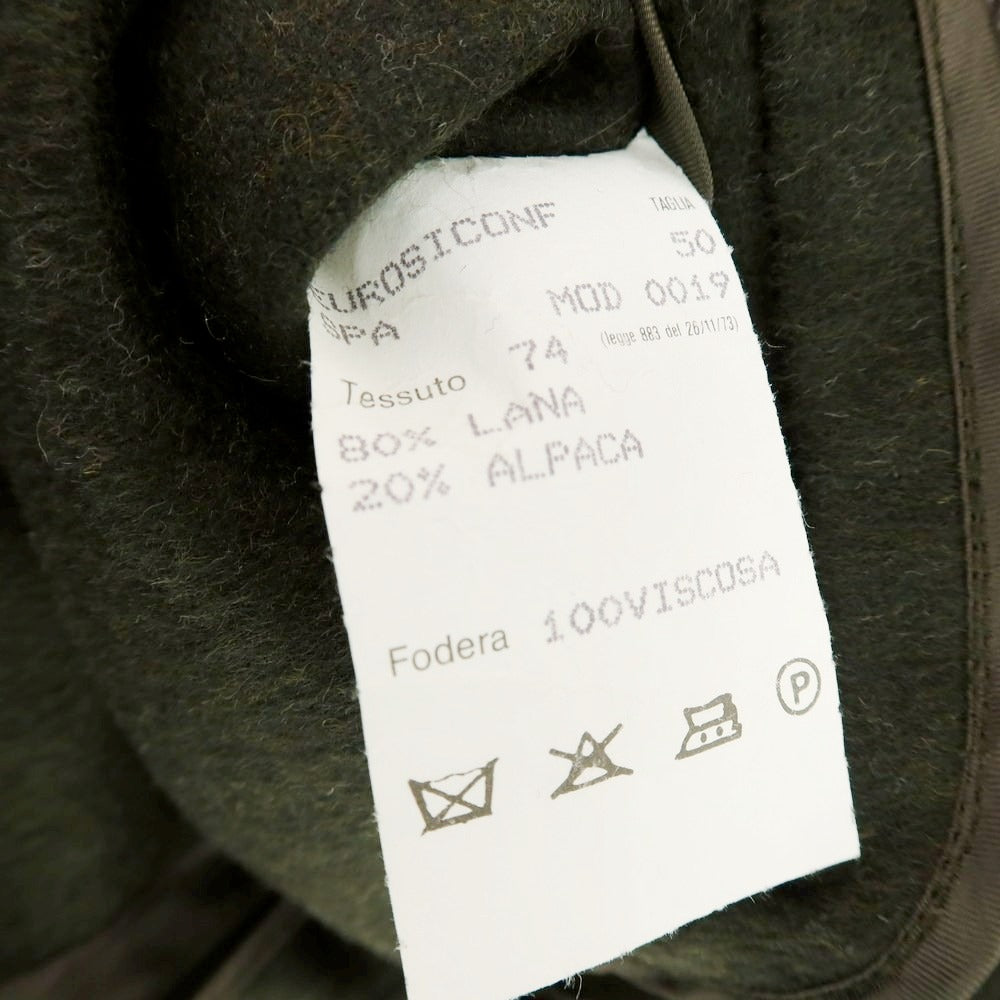 EUROSICONF
TAGLIA
SPA
50
MOD 0019
(legge 883 del 26/11/73)
74
Tessuto
80% LANA
20% ALPACA
Fodera 100VISCOSA
P